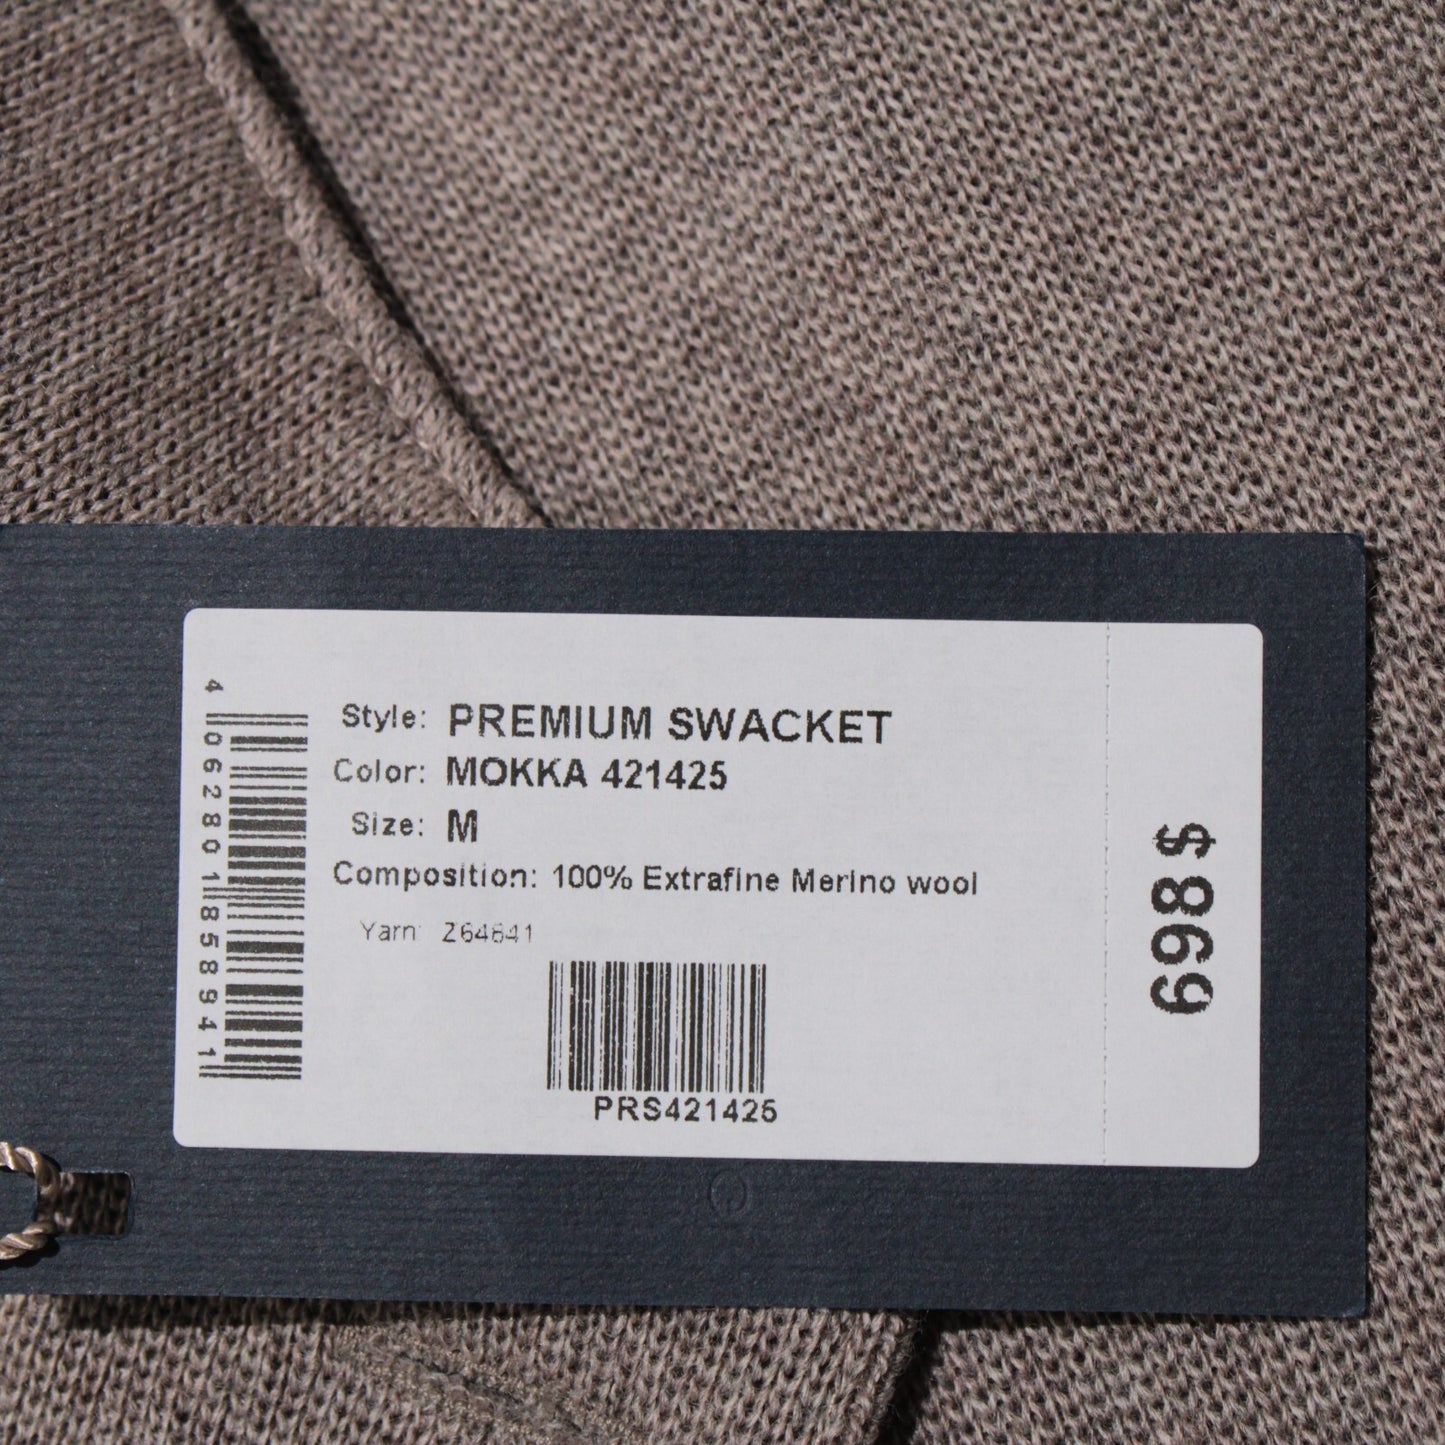 Style: PREMIUM SWACKET
Color: MOKKA 421425
Size: M
Composition: 100% Extrafine Merino wool
Yarn: Z64641
PRS421425
4 062801 858941
698 $